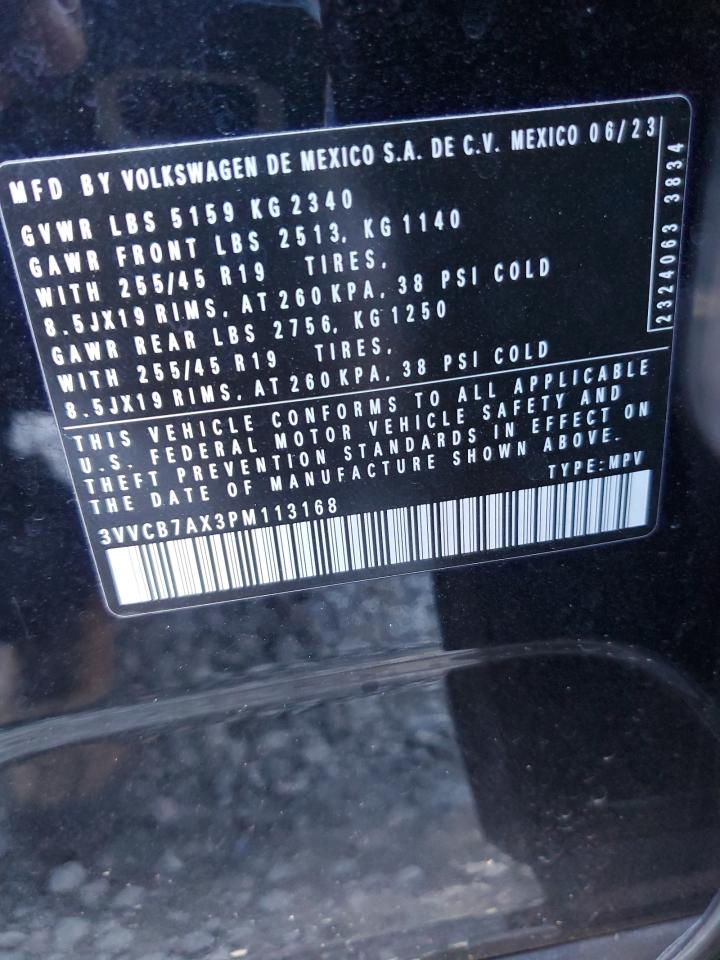 MFD BY VOLKSWAGEN DE MEXICO S.A. DE C.V. MEXICO 06/23
GVWR LBS 5159 KG 2340
GAWR FRONT LBS 2513, KG 1140
WITH 255/45 R19 TIRES,
8.5JX19 RIMS, AT 260 KPA, 38 PSI COLD
GAWR REAR LBS 2756, KG 1250
WITH 255/45 R19 TIRES,
8.5JX19 RIMS, AT 260 KPA, 38 PSI COLD
2324063 3834
THIS VEHICLE CONFORMS TO ALL APPLICABLE
U.S. FEDERAL MOTOR VEHICLE SAFETY AND
THEFT PREVENTION STANDARDS IN EFFECT ON
THE DATE OF MANUFACTURE SHOWN ABOVE.
TYPE: MPV
3VVCB7AX3PM113168